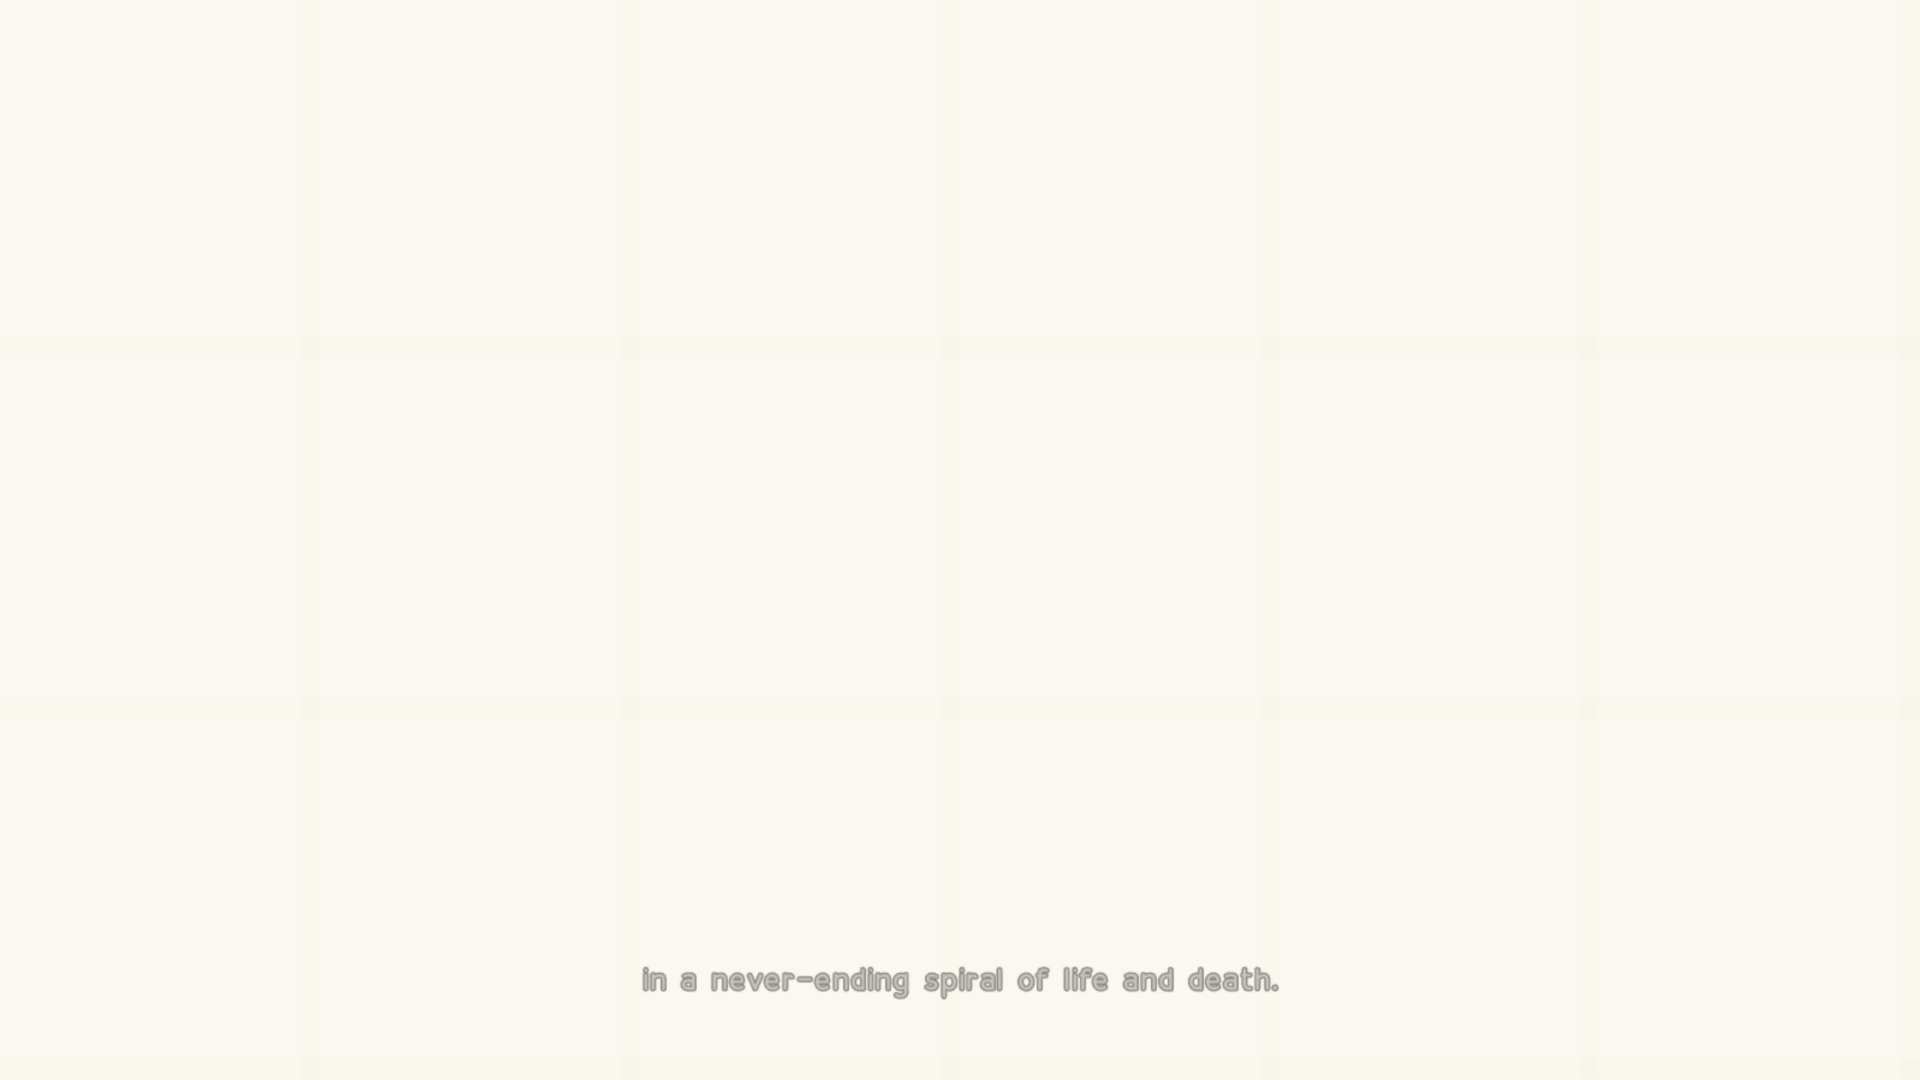 in a never-ending spiral of life and death.